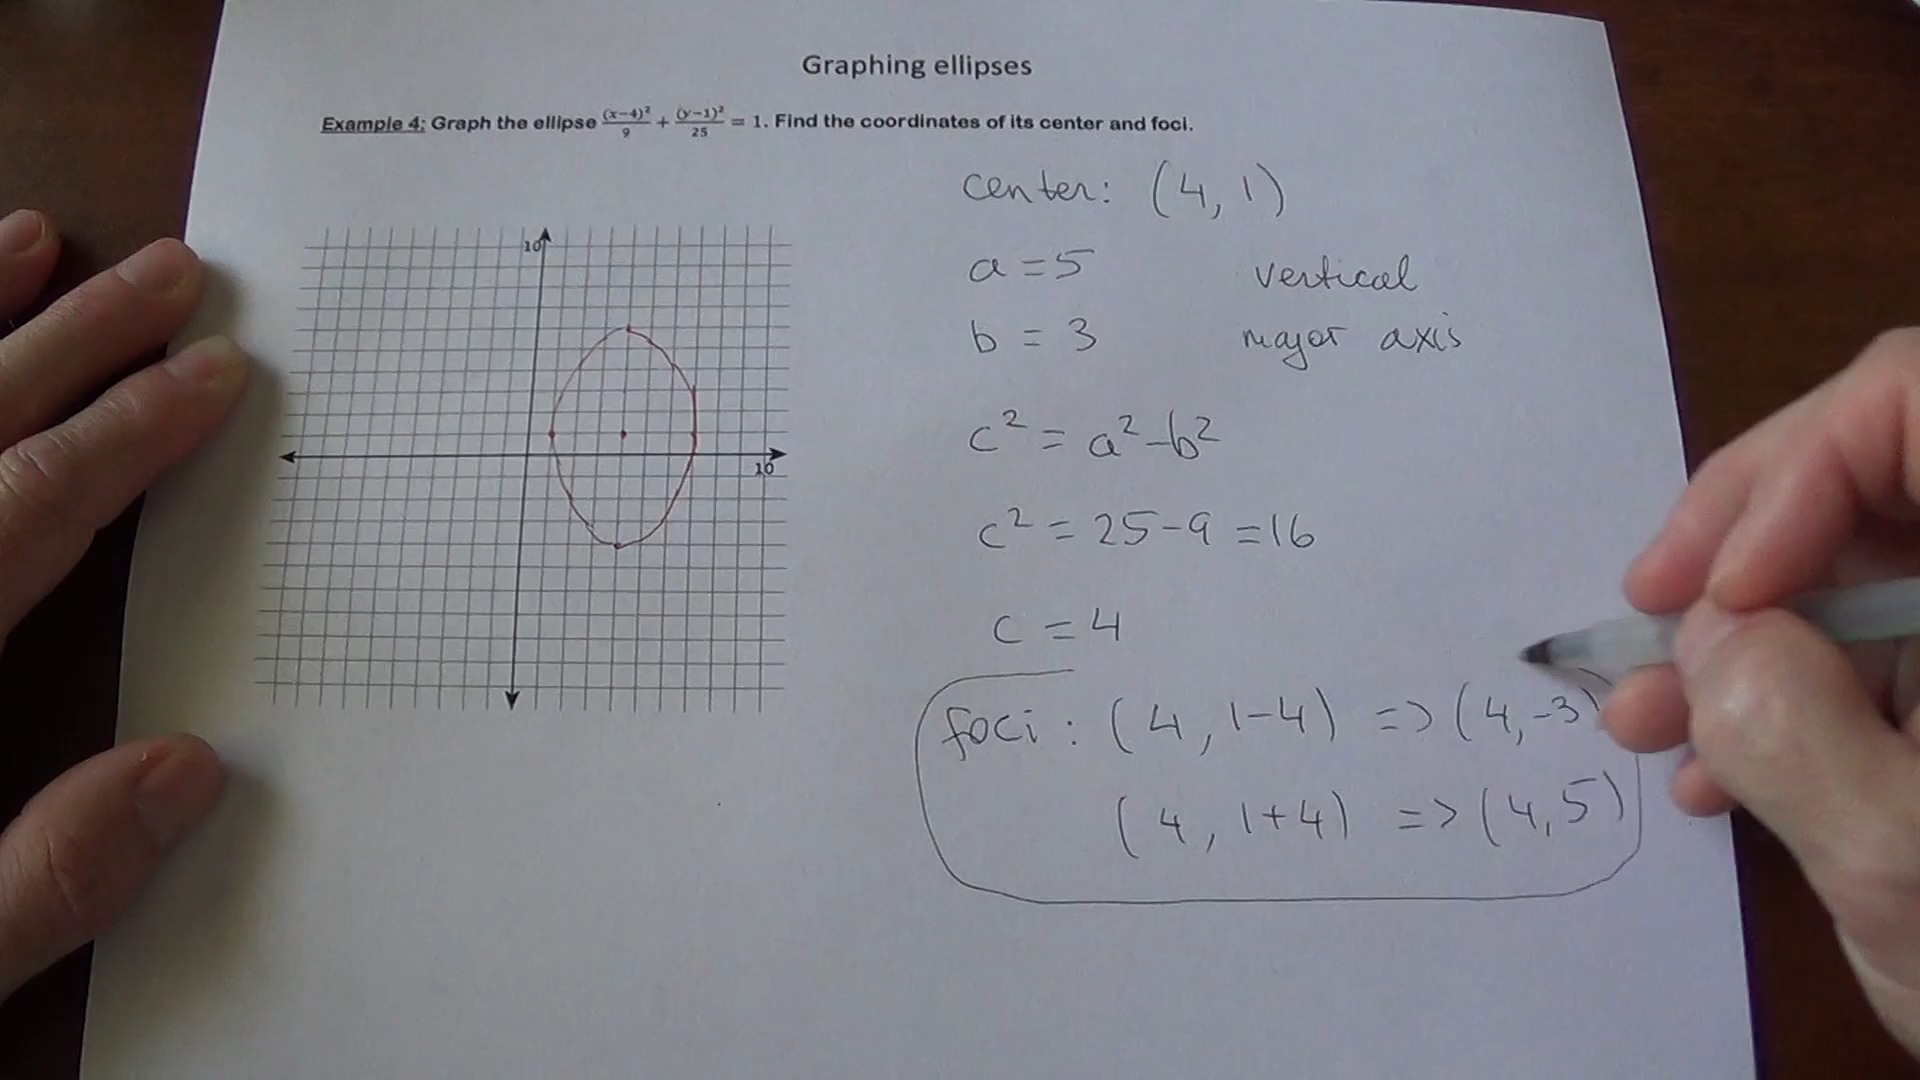 Graphing ellipses
Example 4: Graph the ellipse (x−4)²/9 + (y−1)²/25 = 1. Find the coordinates of its center and foci.
center: (4, 1)
a = 5
vertical
b = 3
major axis
10
10
c² = a² − b²
c² = 25 − 9 = 16
c = 4
foci : (4, 1−4) => (4, −3)
(4, 1+4) => (4, 5)